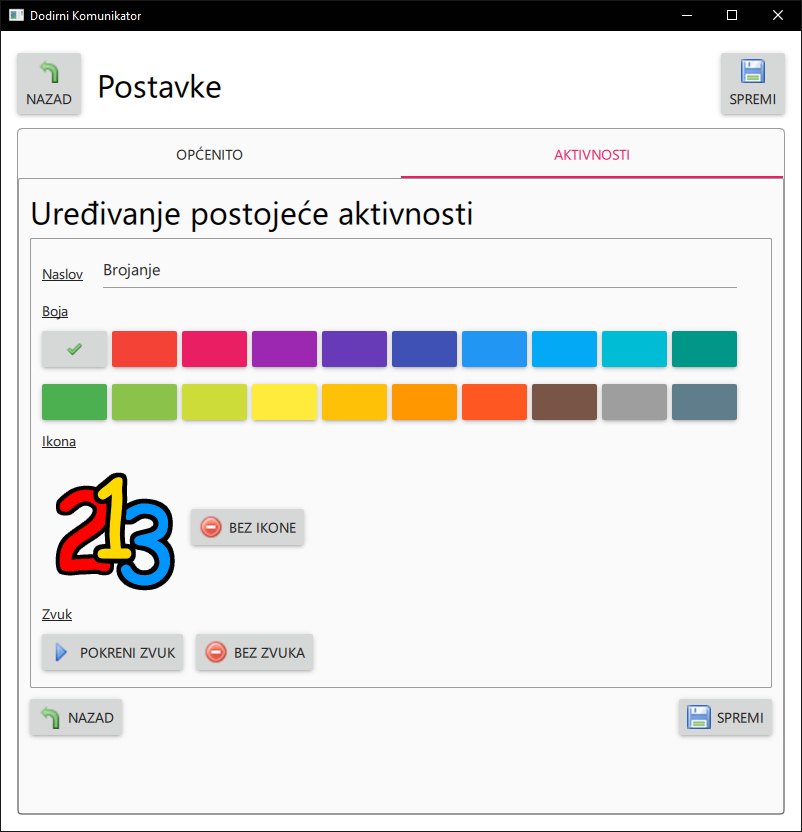 Dodirni Komunikator
NAZAD
Postavke
SPREMI
OPĆENITO
AKTIVNOSTI
Uređivanje postojeće aktivnosti
Naslov
Brojanje
Boja
Ikona
213
BEZ IKONE
Zvuk
POKRENI ZVUK
BEZ ZVUKA
NAZAD
SPREMI